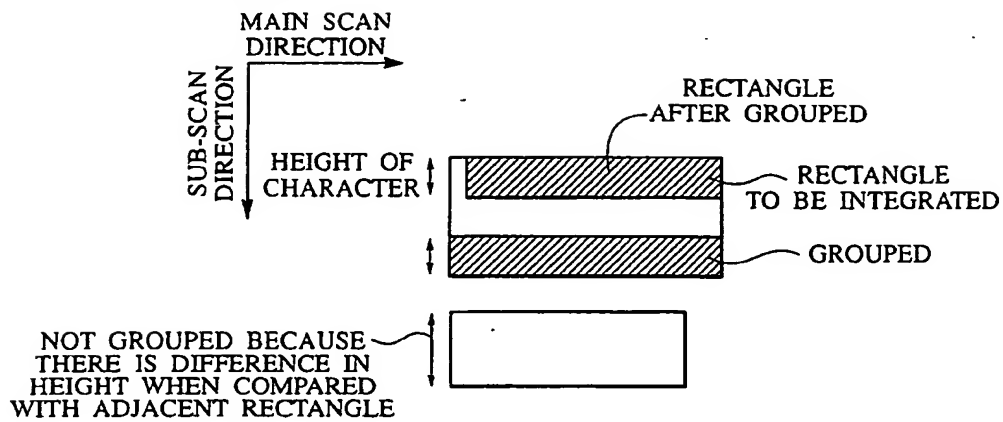 MAIN SCAN
DIRECTION
SUB-SCAN
DIRECTION
RECTANGLE
AFTER GROUPED
HEIGHT OF
CHARACTER
RECTANGLE
TO BE INTEGRATED
GROUPED
NOT GROUPED BECAUSE
THERE IS DIFFERENCE IN
HEIGHT WHEN COMPARED
WITH ADJACENT RECTANGLE